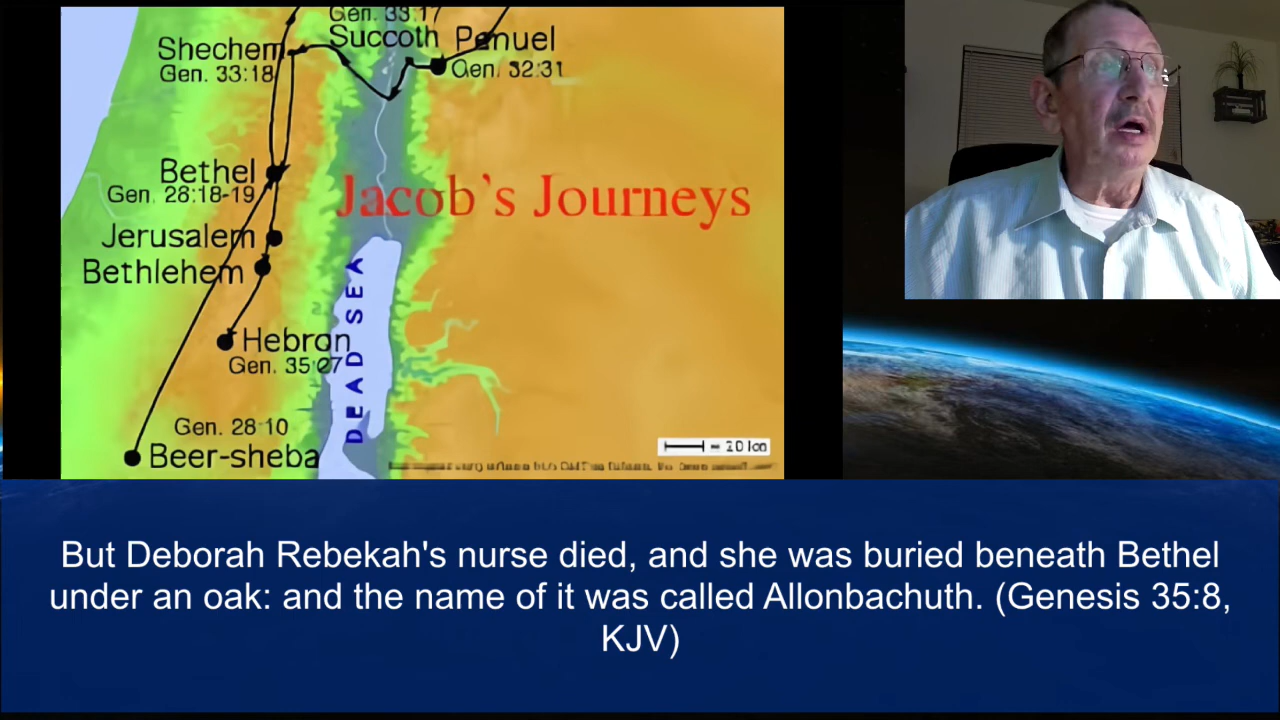 Gen. 33:17
Succoth
Penuel
Gen. 32:31
Shechem
Gen. 33:18
Bethel
Gen. 28:18-19
Jacob's Journeys
Jerusalem
Bethlehem
DEAD SEA
Hebron
Gen. 35:27
Gen. 28:10
Beer-sheba
= 20 km
But Deborah Rebekah's nurse died, and she was buried beneath Bethel
under an oak: and the name of it was called Allonbachuth. (Genesis 35:8,
KJV)